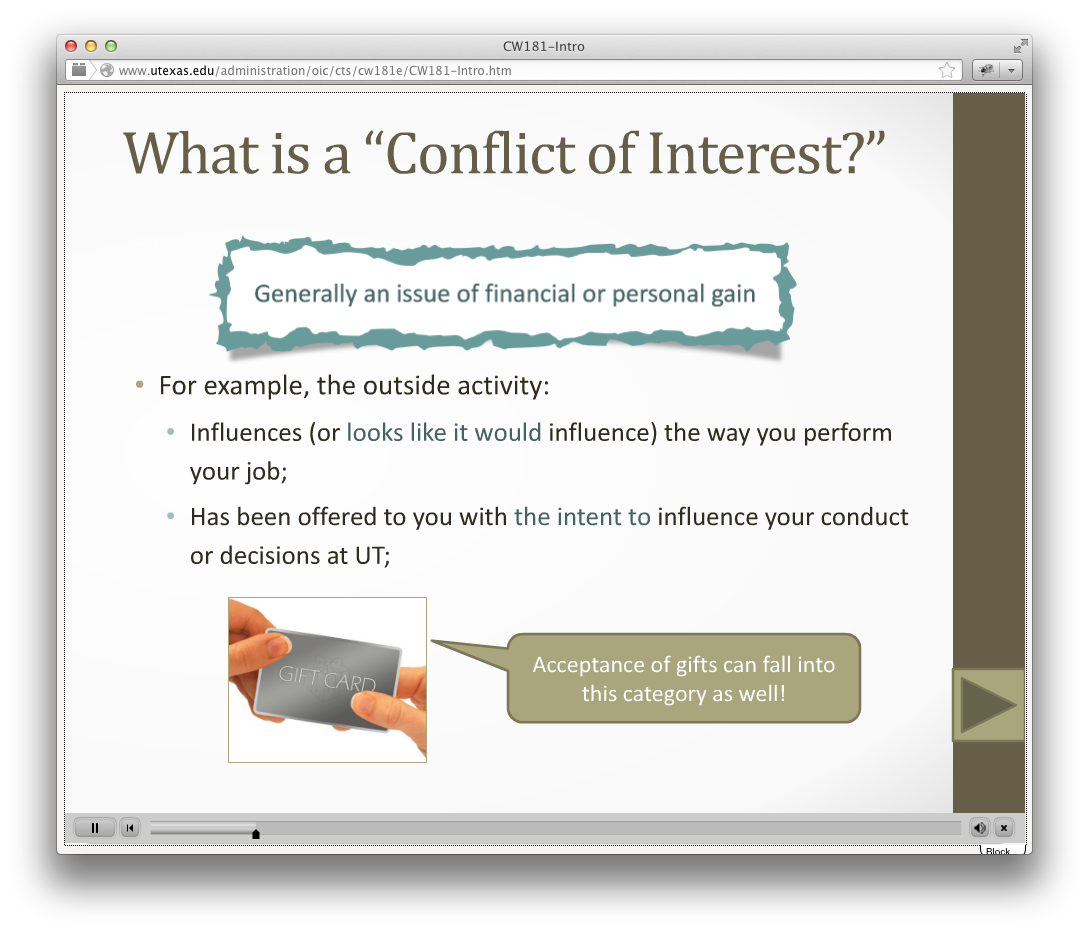 CW181-Intro
www.utexas.edu/administration/oic/cts/cw181e/CW181-Intro.htm
What is a “Conflict of Interest?”
Generally an issue of financial or personal gain
• For example, the outside activity:
• Influences (or looks like it would influence) the way you perform
your job;
• Has been offered to you with the intent to influence your conduct
or decisions at UT;
GIFT CARD
Acceptance of gifts can fall into
this category as well!
Block